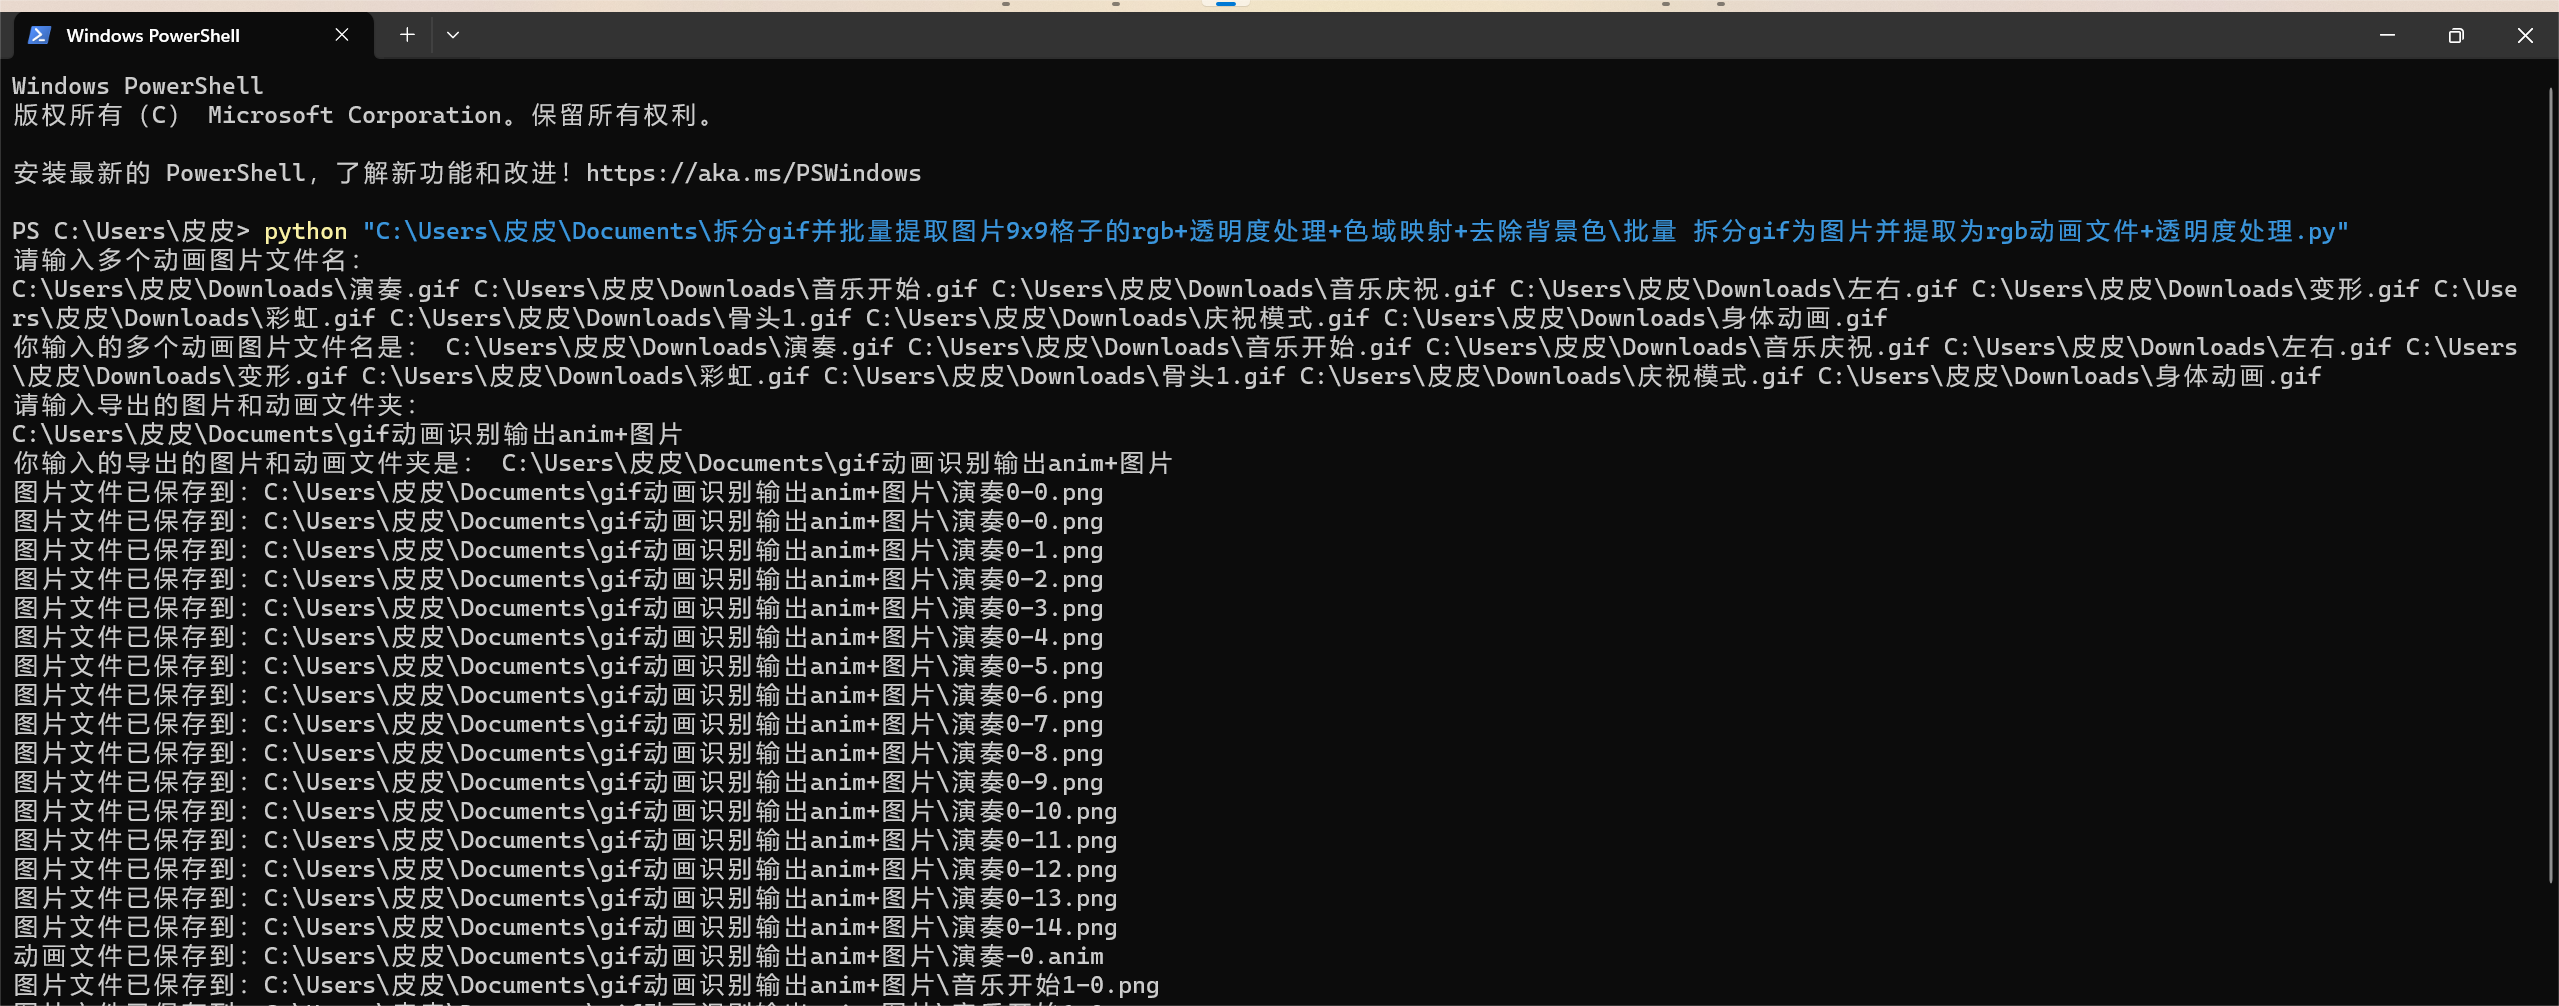 Windows PowerShell
Windows PowerShell
版权所有 (C) Microsoft Corporation。保留所有权利。
安装最新的 PowerShell，了解新功能和改进！https://aka.ms/PSWindows
PS C:\Users\皮皮> python "C:\Users\皮皮\Documents\拆分gif并批量提取图片9x9格子的rgb+透明度处理+色域映射+去除背景色\批量 拆分gif为图片并提取为rgb动画文件+透明度处理.py"
请输入多个动画图片文件名：
C:\Users\皮皮\Downloads\演奏.gif C:\Users\皮皮\Downloads\音乐开始.gif C:\Users\皮皮\Downloads\音乐庆祝.gif C:\Users\皮皮\Downloads\左右.gif C:\Users\皮皮\Downloads\变形.gif C:\Use
rs\皮皮\Downloads\彩虹.gif C:\Users\皮皮\Downloads\骨头1.gif C:\Users\皮皮\Downloads\庆祝模式.gif C:\Users\皮皮\Downloads\身体动画.gif
你输入的多个动画图片文件名是： C:\Users\皮皮\Downloads\演奏.gif C:\Users\皮皮\Downloads\音乐开始.gif C:\Users\皮皮\Downloads\音乐庆祝.gif C:\Users\皮皮\Downloads\左右.gif C:\Users
\皮皮\Downloads\变形.gif C:\Users\皮皮\Downloads\彩虹.gif C:\Users\皮皮\Downloads\骨头1.gif C:\Users\皮皮\Downloads\庆祝模式.gif C:\Users\皮皮\Downloads\身体动画.gif
请输入导出的图片和动画文件夹：
C:\Users\皮皮\Documents\gif动画识别输出anim+图片
你输入的导出的图片和动画文件夹是： C:\Users\皮皮\Documents\gif动画识别输出anim+图片
图片文件已保存到：C:\Users\皮皮\Documents\gif动画识别输出anim+图片\演奏0-0.png
图片文件已保存到：C:\Users\皮皮\Documents\gif动画识别输出anim+图片\演奏0-0.png
图片文件已保存到：C:\Users\皮皮\Documents\gif动画识别输出anim+图片\演奏0-1.png
图片文件已保存到：C:\Users\皮皮\Documents\gif动画识别输出anim+图片\演奏0-2.png
图片文件已保存到：C:\Users\皮皮\Documents\gif动画识别输出anim+图片\演奏0-3.png
图片文件已保存到：C:\Users\皮皮\Documents\gif动画识别输出anim+图片\演奏0-4.png
图片文件已保存到：C:\Users\皮皮\Documents\gif动画识别输出anim+图片\演奏0-5.png
图片文件已保存到：C:\Users\皮皮\Documents\gif动画识别输出anim+图片\演奏0-6.png
图片文件已保存到：C:\Users\皮皮\Documents\gif动画识别输出anim+图片\演奏0-7.png
图片文件已保存到：C:\Users\皮皮\Documents\gif动画识别输出anim+图片\演奏0-8.png
图片文件已保存到：C:\Users\皮皮\Documents\gif动画识别输出anim+图片\演奏0-9.png
图片文件已保存到：C:\Users\皮皮\Documents\gif动画识别输出anim+图片\演奏0-10.png
图片文件已保存到：C:\Users\皮皮\Documents\gif动画识别输出anim+图片\演奏0-11.png
图片文件已保存到：C:\Users\皮皮\Documents\gif动画识别输出anim+图片\演奏0-12.png
图片文件已保存到：C:\Users\皮皮\Documents\gif动画识别输出anim+图片\演奏0-13.png
图片文件已保存到：C:\Users\皮皮\Documents\gif动画识别输出anim+图片\演奏0-14.png
动画文件已保存到：C:\Users\皮皮\Documents\gif动画识别输出anim+图片\演奏-0.anim
图片文件已保存到：C:\Users\皮皮\Documents\gif动画识别输出anim+图片\音乐开始1-0.png